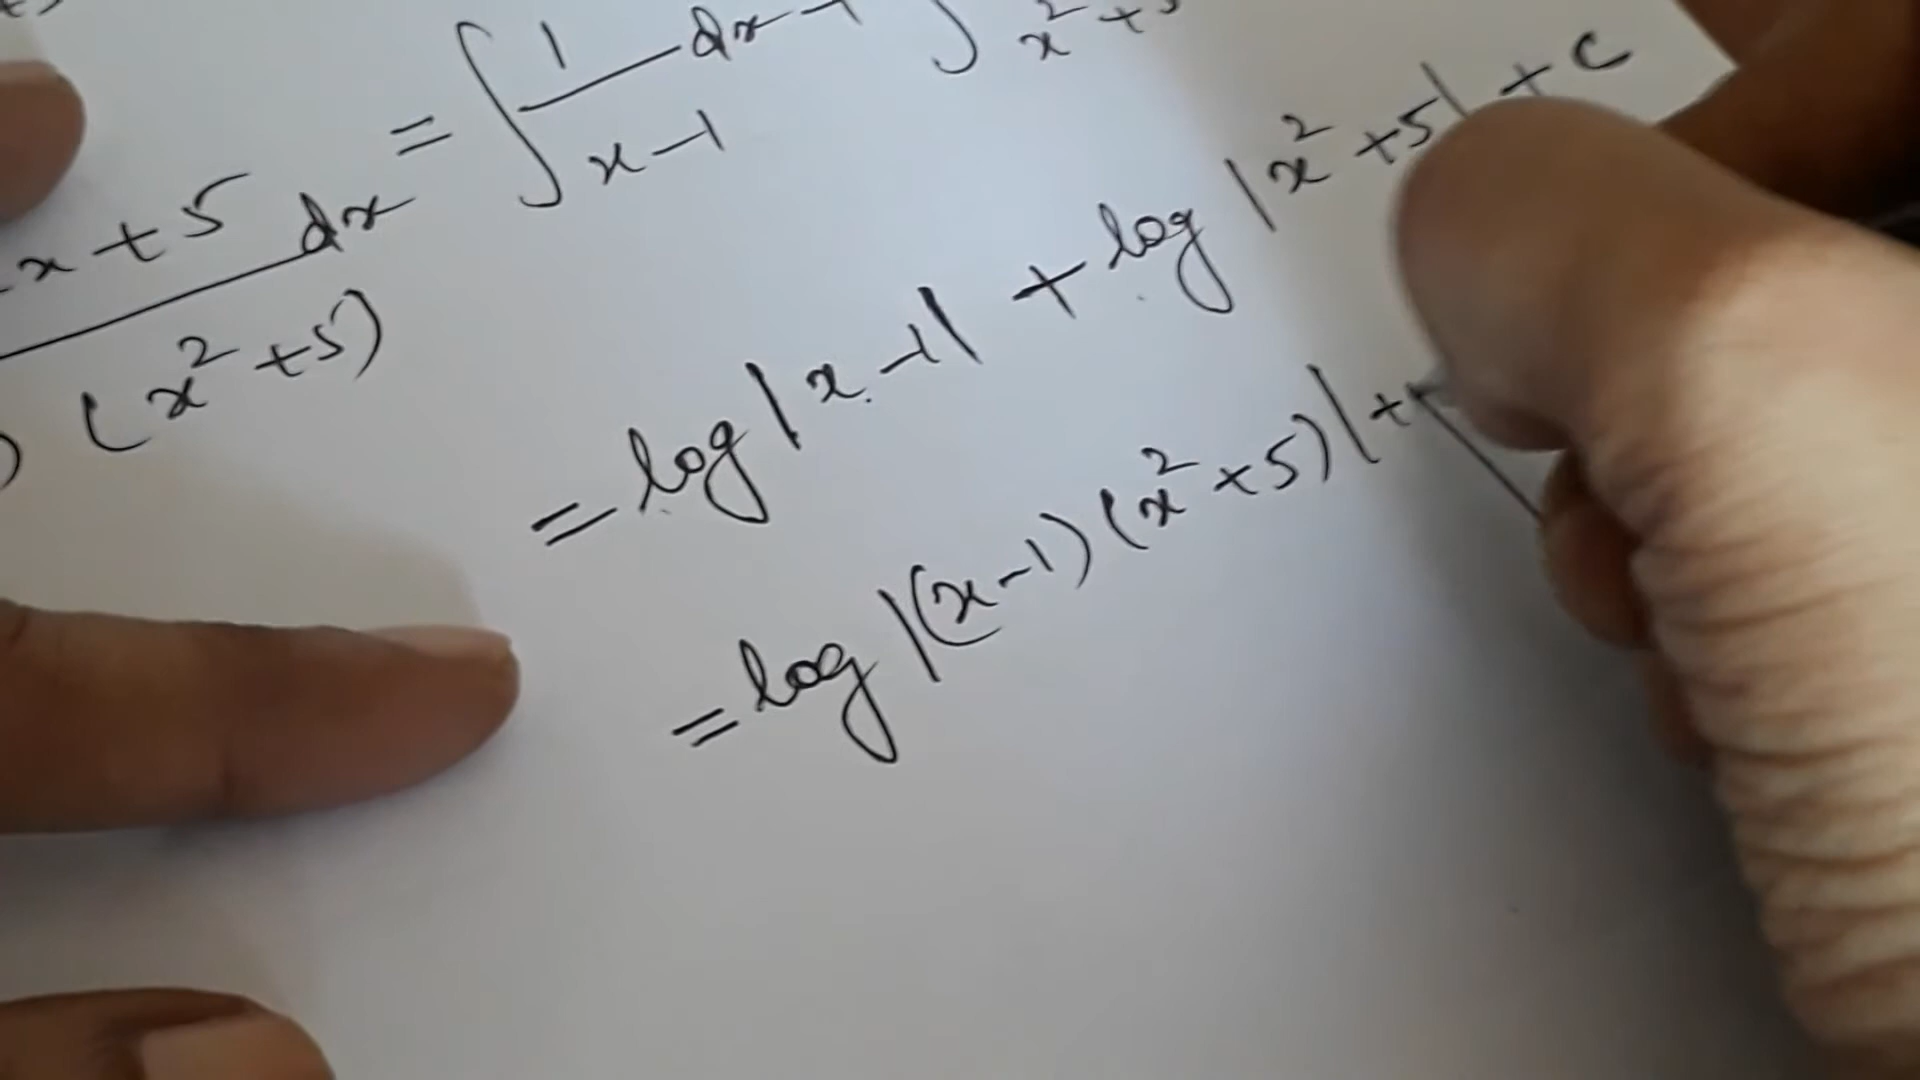 x + 5 dx = ∫ 1 dx + ∫
(x² + 5) x - 1 x² + 5
= log |x - 1| + log |x² + 5| + c
= log |(x - 1) (x² + 5)| +